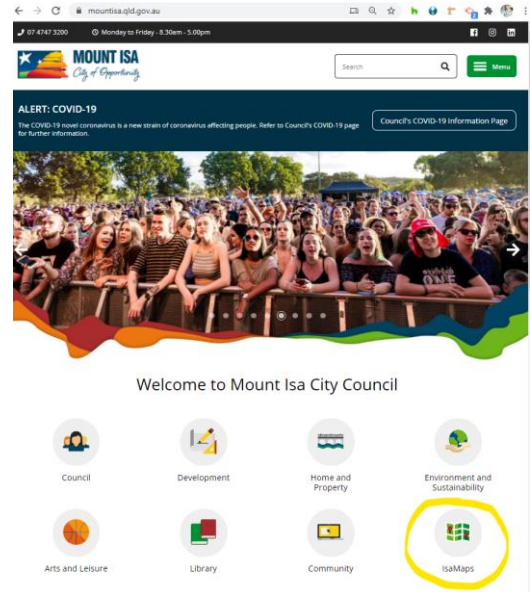 mountisa.qld.gov.au
07 4747 3200 Monday to Friday - 8.30am - 5.00pm
MOUNT ISA
City of Opportunity
Search
Menu
ALERT: COVID-19
The COVID-19 novel coronavirus is a new strain of coronavirus affecting people. Refer to Council's COVID-19 page
for further information.
Council's COVID-19 Information Page
Welcome to Mount Isa City Council
Council
Development
Home and
Property
Environment and
Sustainability
Arts and Leisure
Library
Community
IsaMaps